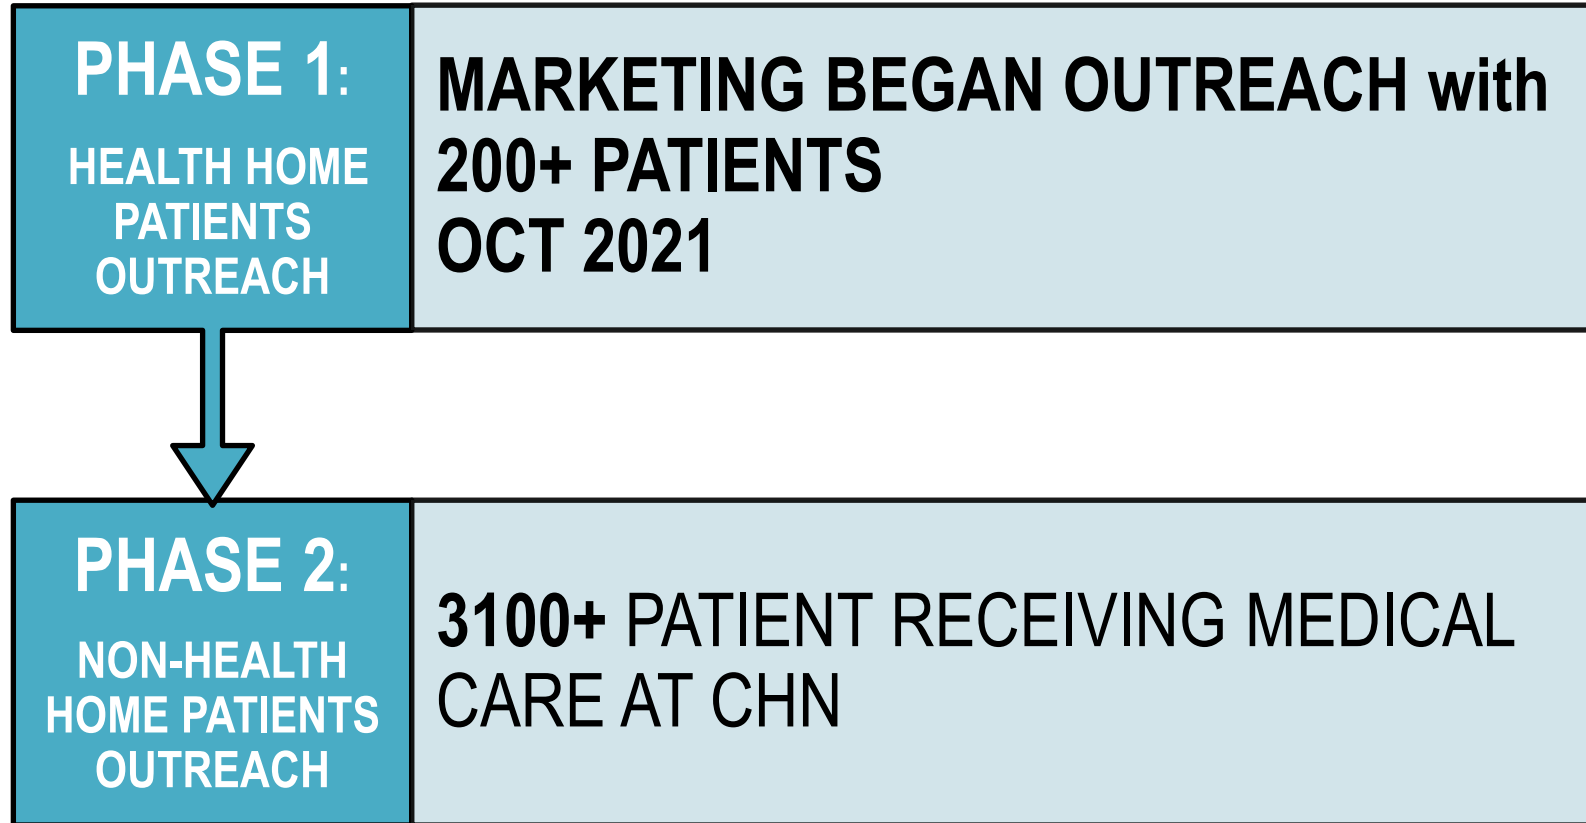 PHASE 1:
HEALTH HOME
PATIENTS
OUTREACH
MARKETING BEGAN OUTREACH with
200+ PATIENTS
OCT 2021
PHASE 2:
NON-HEALTH
HOME PATIENTS
OUTREACH
3100+ PATIENT RECEIVING MEDICAL
CARE AT CHN